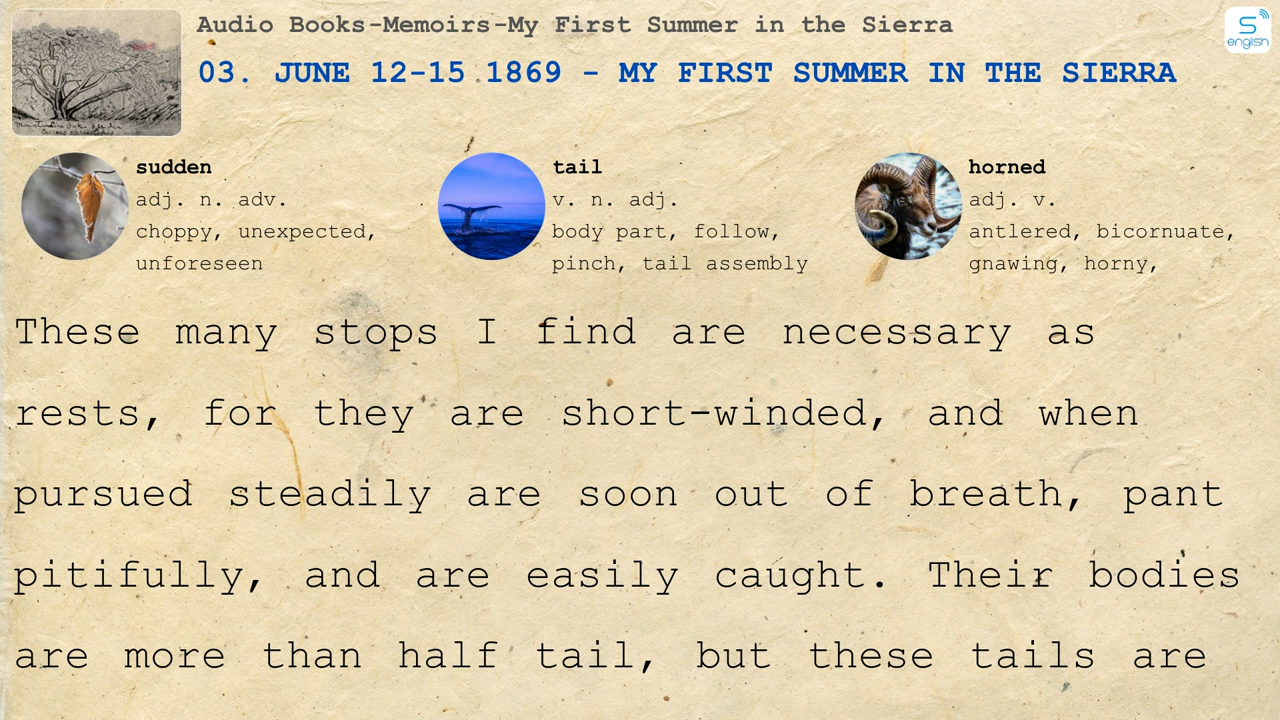 Audio Books-Memoirs-My First Summer in the Sierra
S
english
03. JUNE 12-15 1869 - MY FIRST SUMMER IN THE SIERRA
sudden
adj. n. adv.
choppy, unexpected,
unforeseen
tail
v. n. adj.
body part, follow,
pinch, tail assembly
horned
adj. v.
antlered, bicornuate,
gnawing, horny,
These many stops I find are necessary as
rests, for they are short-winded, and when
pursued steadily are soon out of breath, pant
pitifully, and are easily caught. Their bodies
are more than half tail, but these tails are